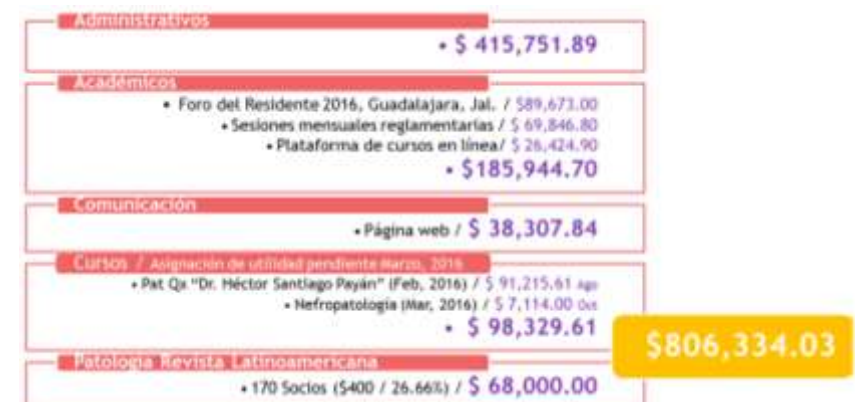 Administrativos
• $ 415,751.89
Académicos
• Foro del Residente 2016, Guadalajara, Jal. / $89,673.00
• Sesiones mensuales reglamentarias / $ 69,846.80
• Plataforma de cursos en línea/ $ 26,424.90
• $185,944.70
Comunicación
• Página web / $ 38,307.84
Cursos / Asignación de utilidad pendiente Marzo, 2016
• Pat Qx "Dr. Héctor Santiago Payán" (Feb, 2016) / $ 91,215.61 Ago
• Nefropatología (Mar, 2016) / $ 7,114.00 Oct
• $ 98,329.61
$806,334.03
Patología Revista Latinoamericana
• 170 Socios ($400 / 26.66%) / $ 68,000.00